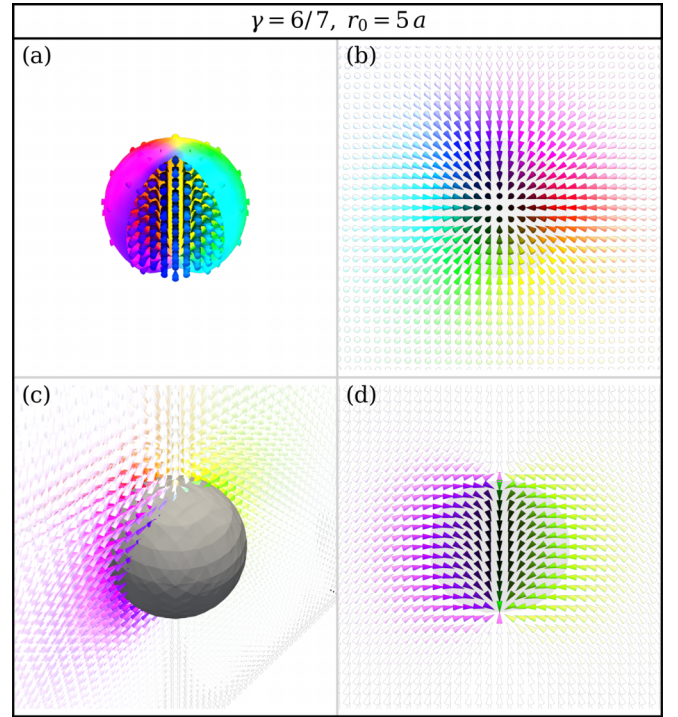 γ = 6/7, r₀ = 5 a
(a)
(b)
(c)
(d)